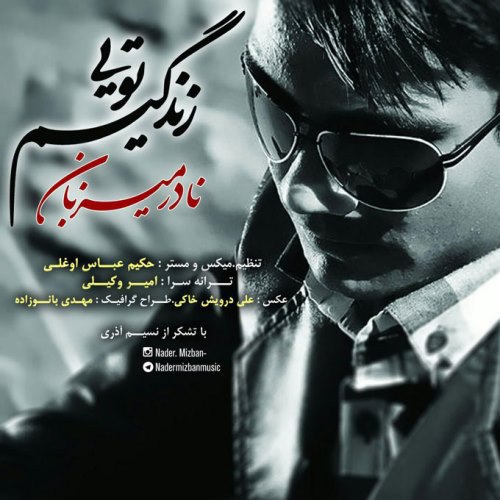 زندگیم تویی
نادر میزبان
تنظیم.میکس و مستر : حکیم عباس اوغلی
ترانه سرا : امیر وکیلی
عکس : علی درویش خاکی.طراح گرافیک : مهدی بانوزاده
با تشکر از نسیم آذری
Nader. Mizban-
Nadermizbanmusic